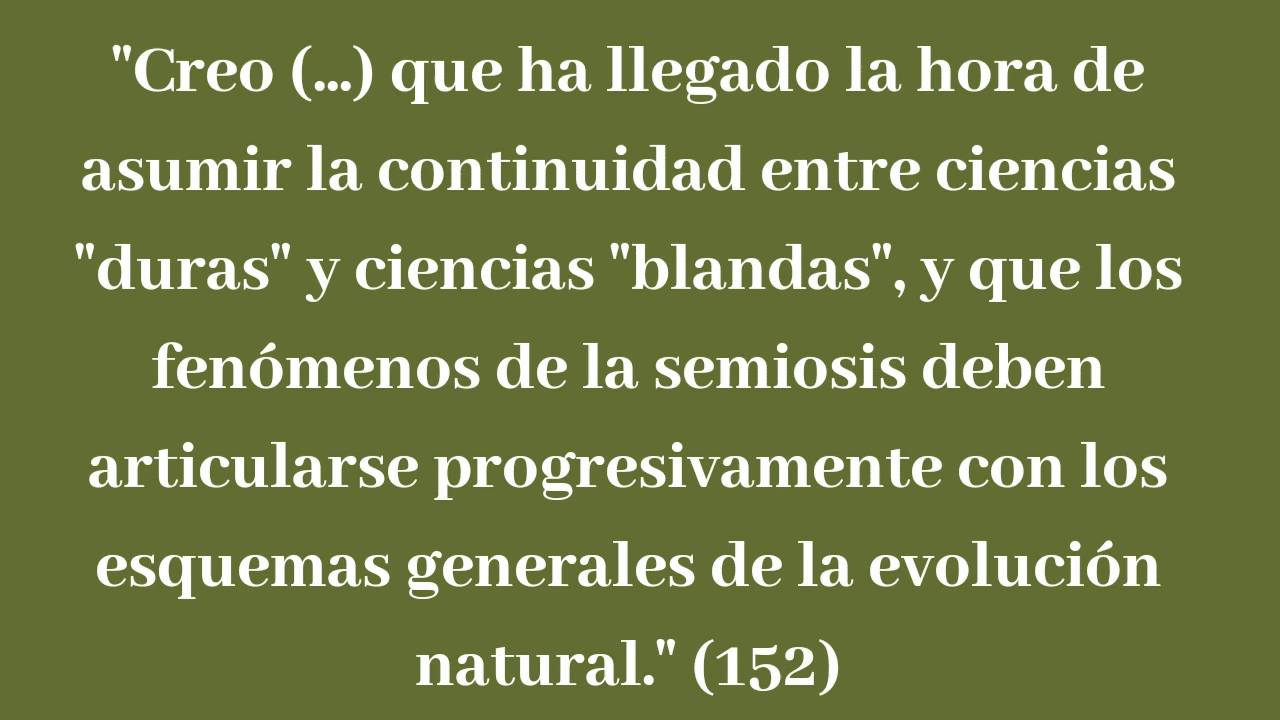 "Creo (...) que ha llegado la hora de
asumir la continuidad entre ciencias
"duras" y ciencias "blandas", y que los
fenómenos de la semiosis deben
articularse progresivamente con los
esquemas generales de la evolución
natural." (152)